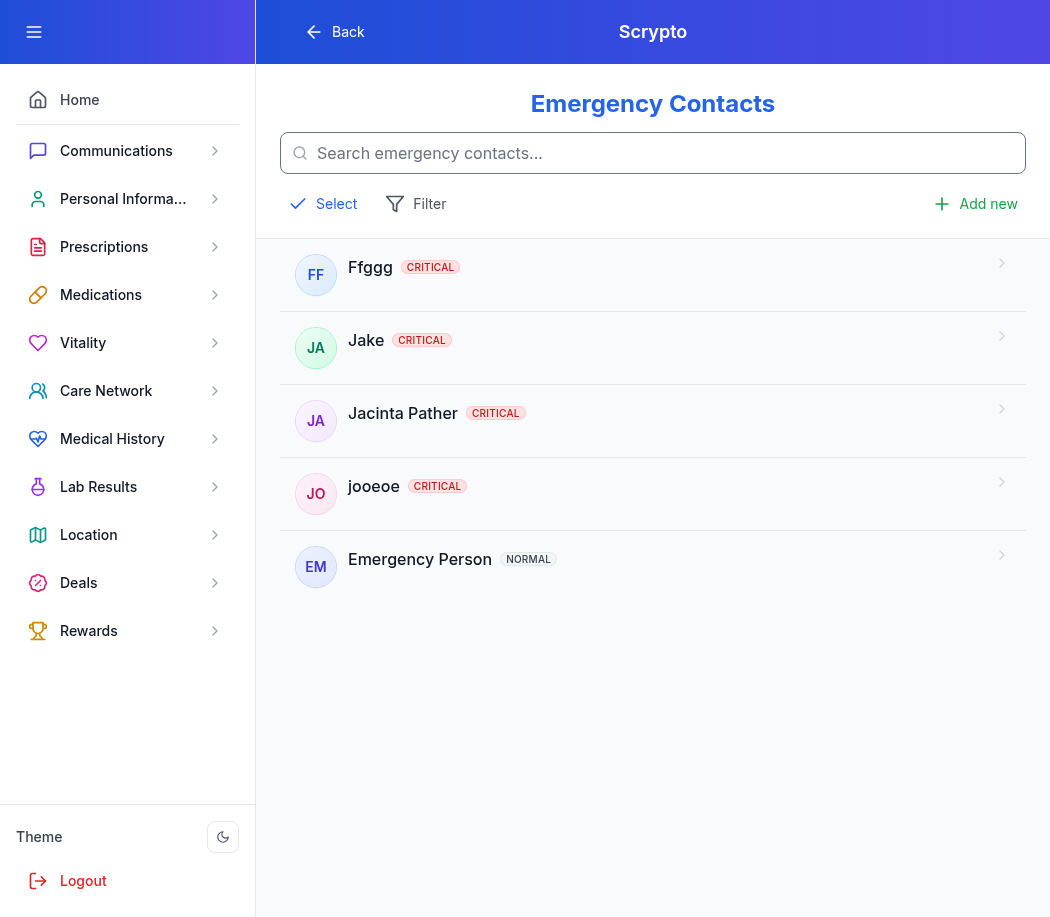 Back
Scrypto
Home
Communications
Personal Informa...
Prescriptions
Medications
Vitality
Care Network
Medical History
Lab Results
Location
Deals
Rewards
Theme
Logout
Emergency Contacts
Search emergency contacts...
Select Filter Add new
FF Ffggg CRITICAL
JA Jake CRITICAL
JA Jacinta Pather CRITICAL
JO jooeoe CRITICAL
EM Emergency Person NORMAL